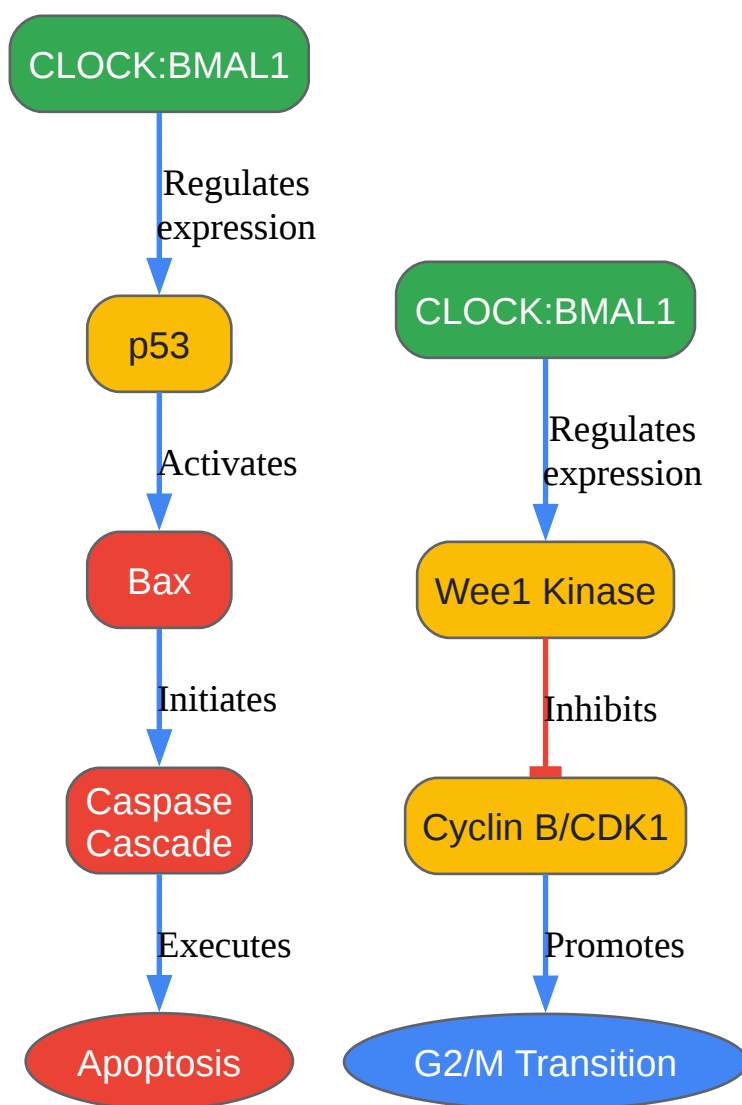 CLOCK:BMAL1
Regulates
expression
p53
Activates
Bax
Initiates
Caspase
Cascade
Executes
Apoptosis
CLOCK:BMAL1
Regulates
expression
Wee1 Kinase
Inhibits
Cyclin B/CDK1
Promotes
G2/M Transition